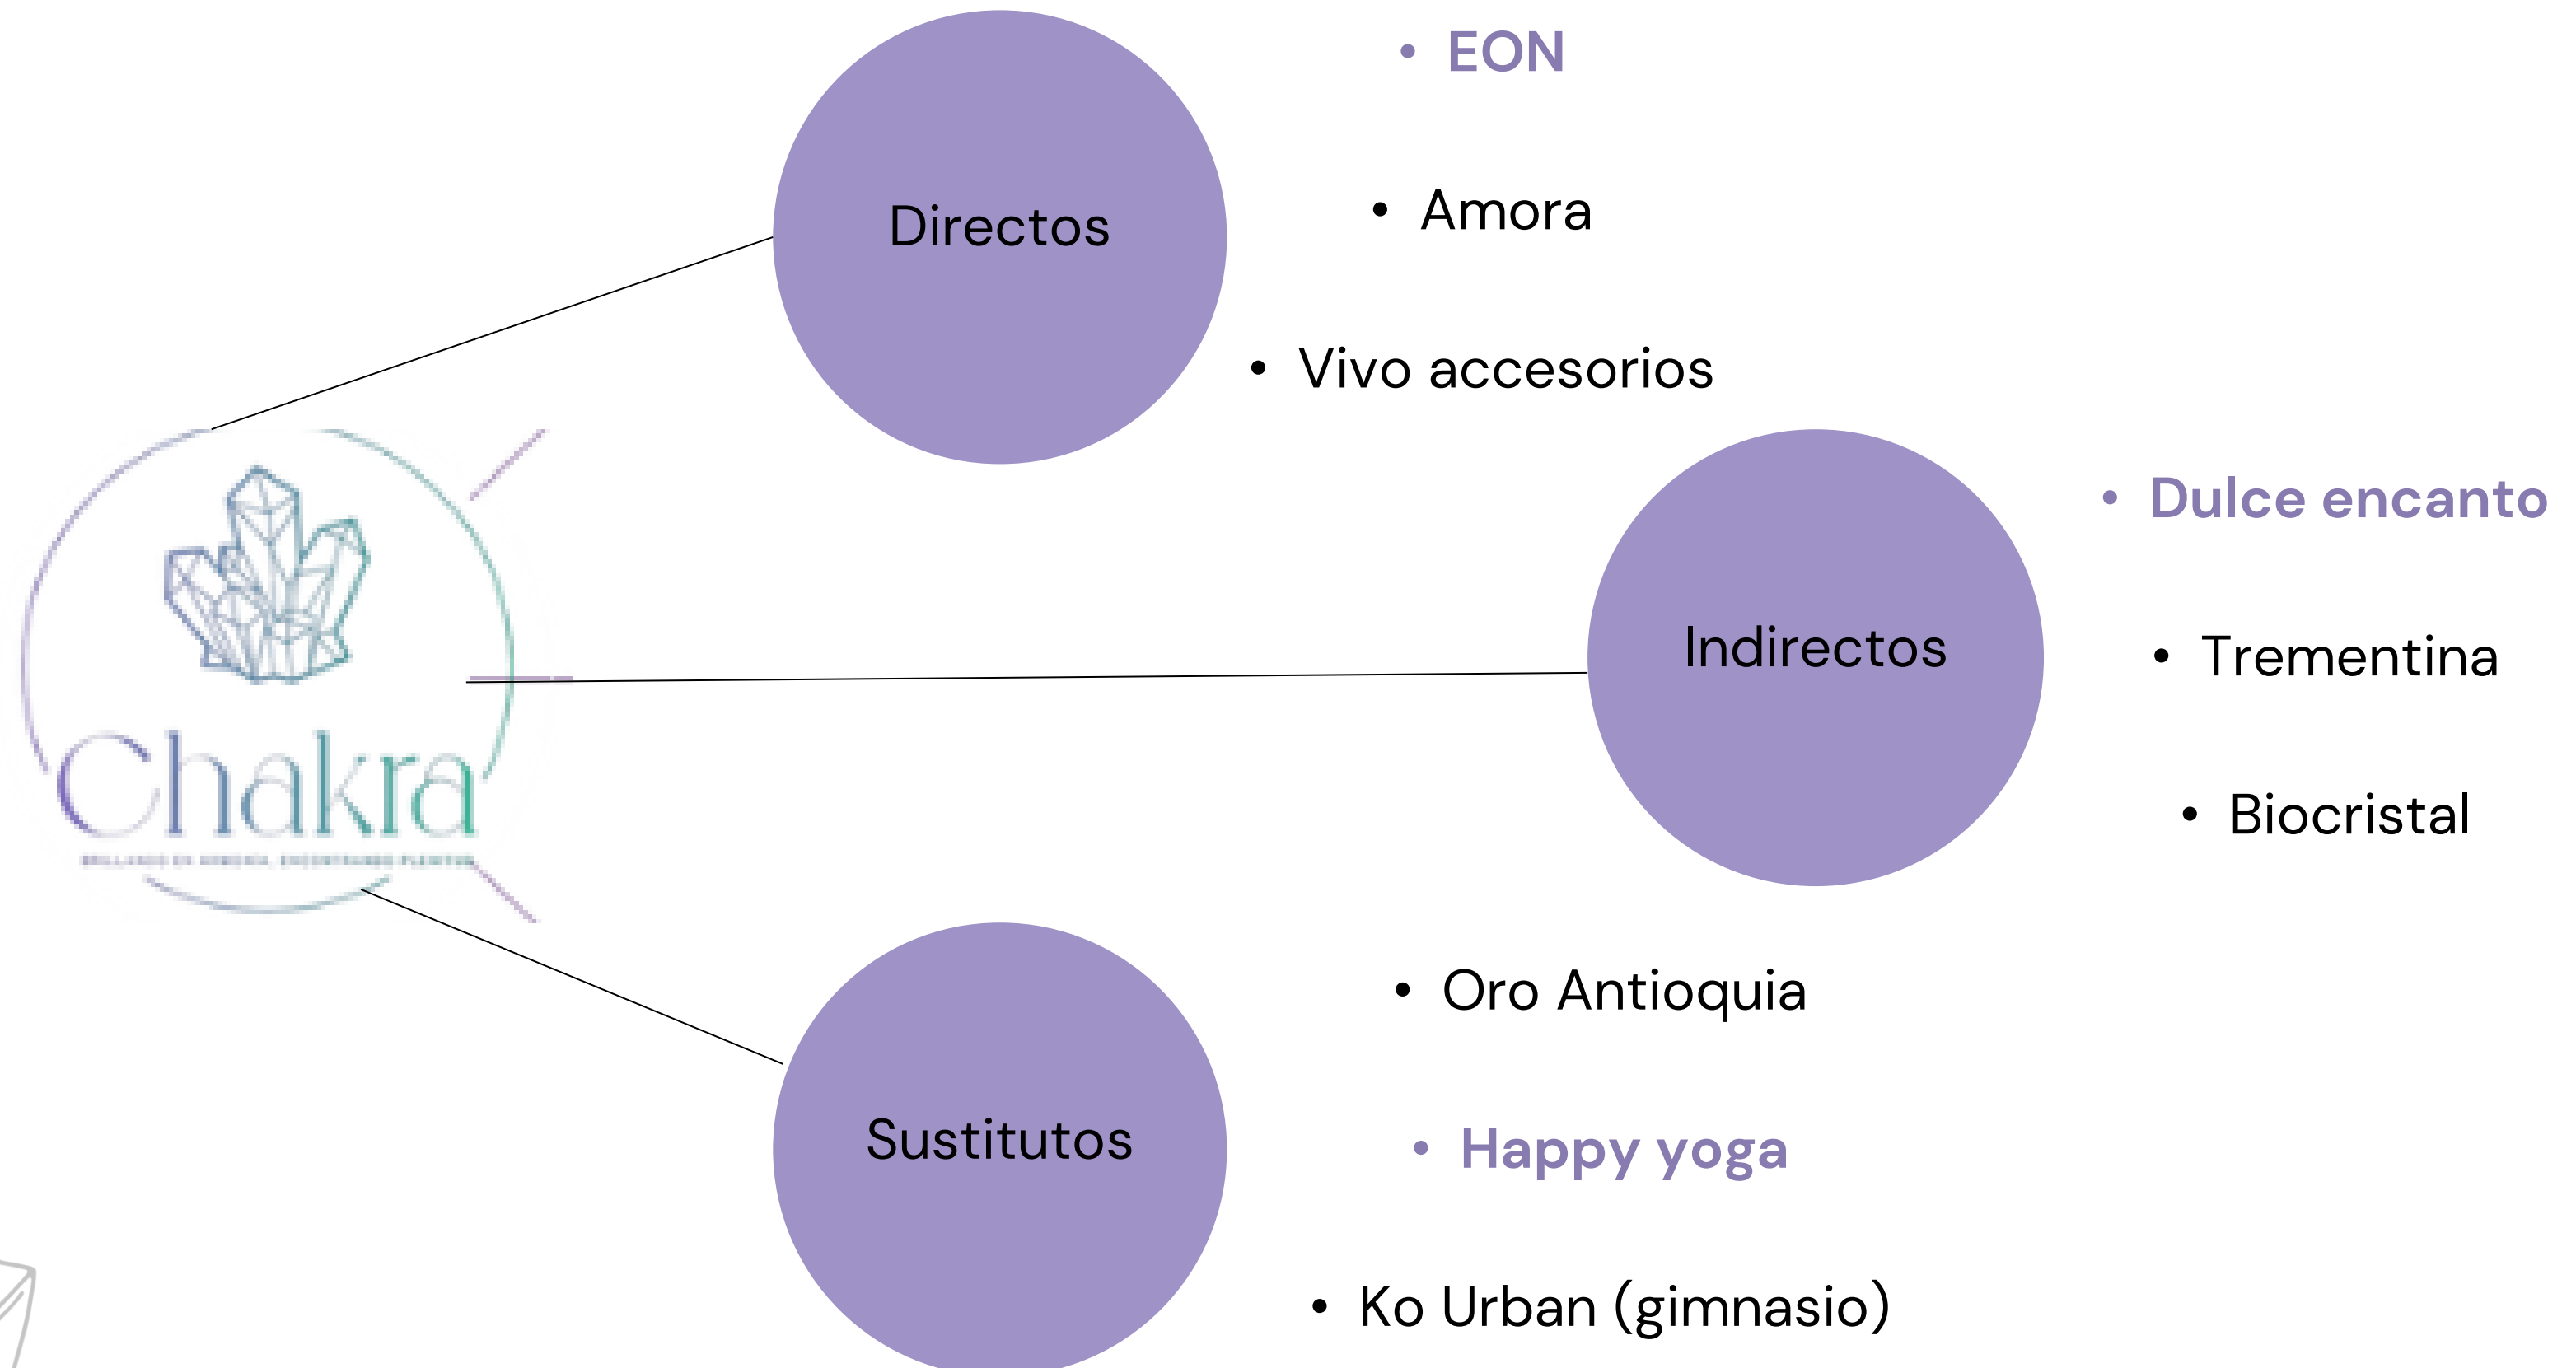 • EON
Directos
• Amora
• Vivo accesorios
• Dulce encanto
Indirectos
• Trementina
• Biocristal
Chakra
• Oro Antioquia
Sustitutos
• Happy yoga
• Ko Urban (gimnasio)